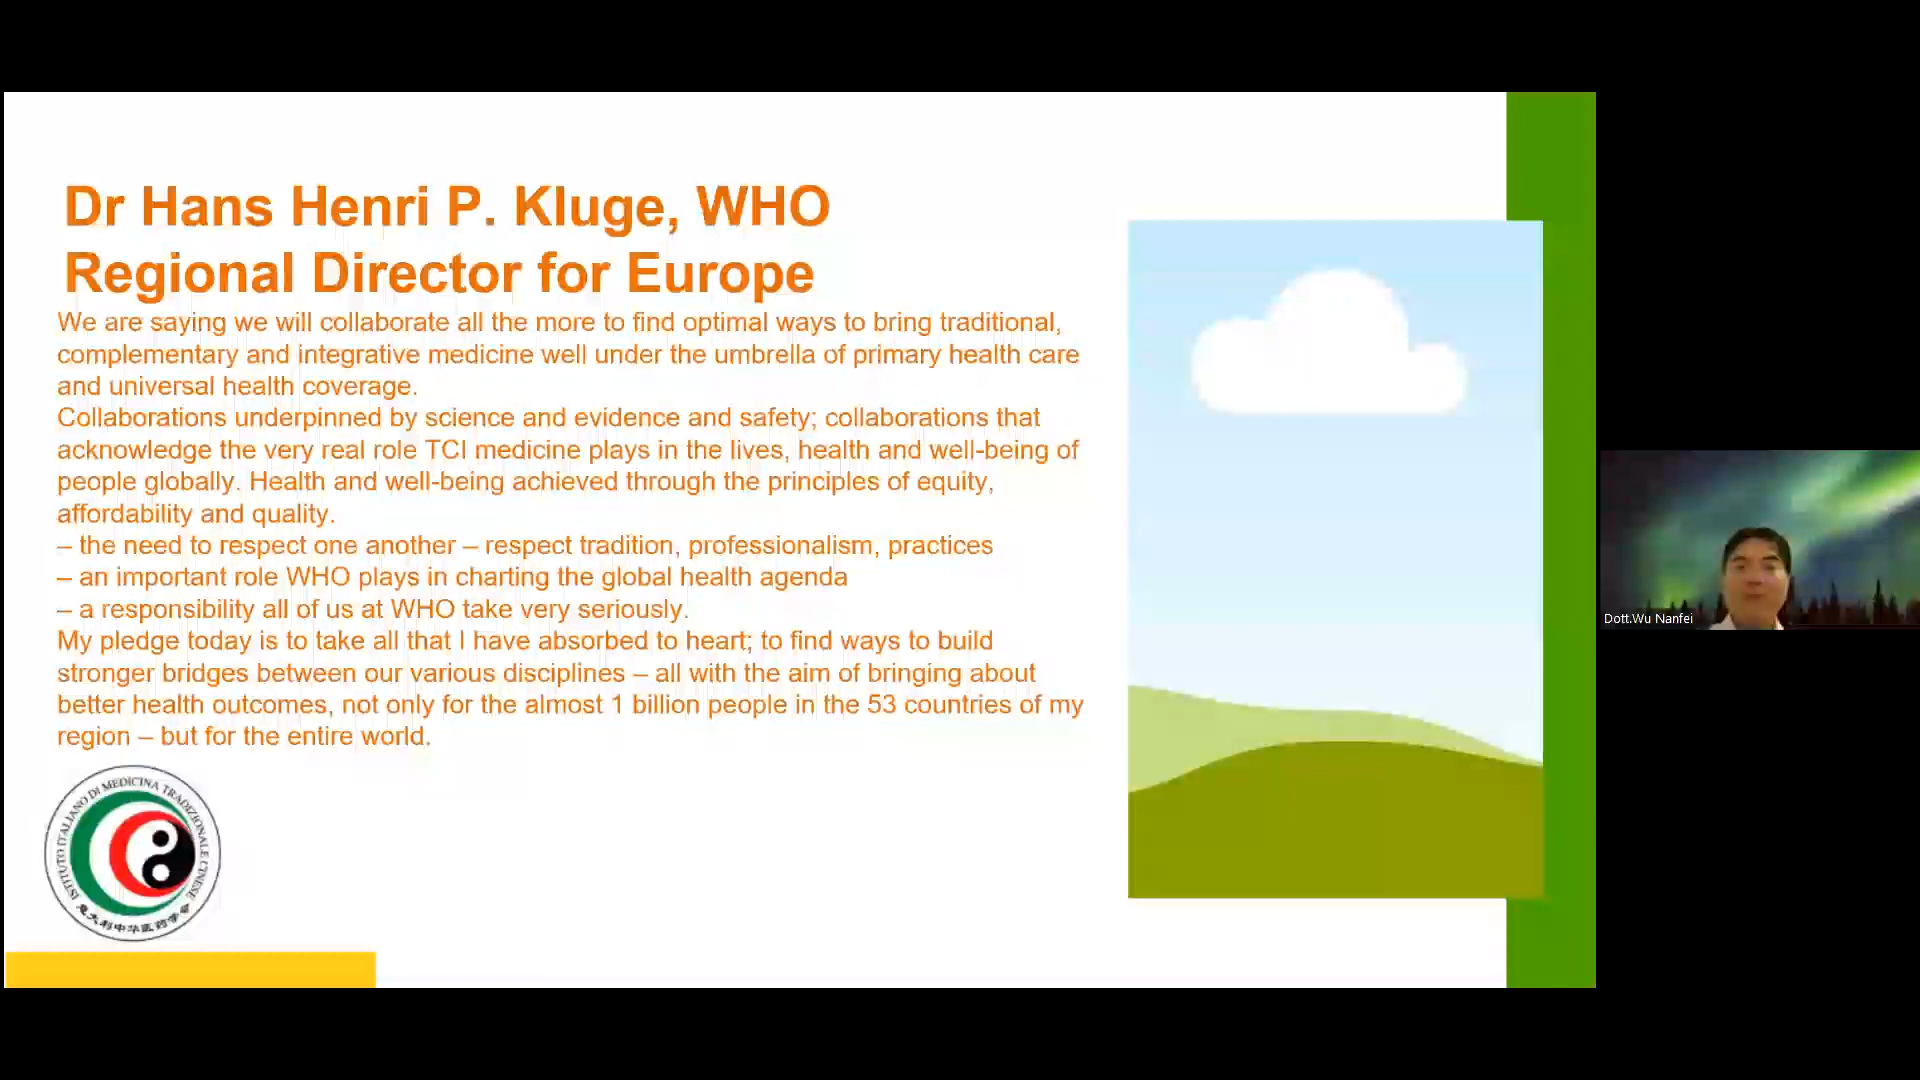 Dr Hans Henri P. Kluge, WHO
Regional Director for Europe
We are saying we will collaborate all the more to find optimal ways to bring traditional,
complementary and integrative medicine well under the umbrella of primary health care
and universal health coverage.
Collaborations underpinned by science and evidence and safety; collaborations that
acknowledge the very real role TCI medicine plays in the lives, health and well-being of
people globally. Health and well-being achieved through the principles of equity,
affordability and quality.
– the need to respect one another – respect tradition, professionalism, practices
– an important role WHO plays in charting the global health agenda
– a responsibility all of us at WHO take very seriously.
My pledge today is to take all that I have absorbed to heart; to find ways to build
stronger bridges between our various disciplines – all with the aim of bringing about
better health outcomes, not only for the almost 1 billion people in the 53 countries of my
region – but for the entire world.
ISTITUTO ITALIANO DI MEDICINA TRADIZIONALE CINESE
意大利中华医药学会
Dott.Wu Nanfei